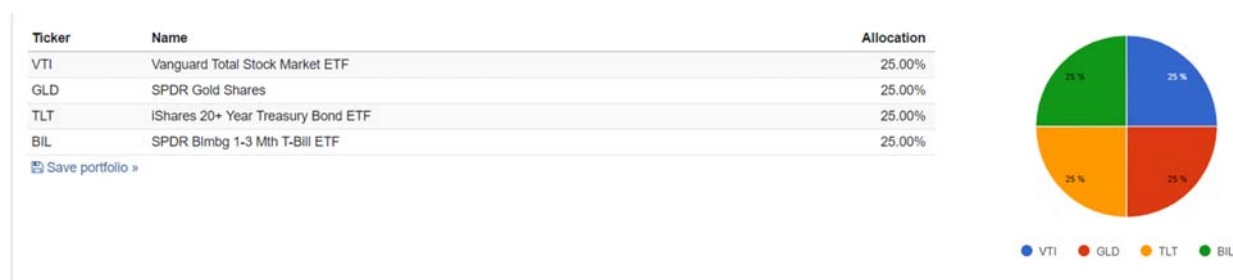 Ticker Name Allocation
VTI Vanguard Total Stock Market ETF 25.00%
GLD SPDR Gold Shares 25.00%
TLT iShares 20+ Year Treasury Bond ETF 25.00%
BIL SPDR Blmbg 1-3 Mth T-Bill ETF 25.00%
Save portfolio »
25 % 25 %
25 % 25 %
VTI GLD TLT BIL